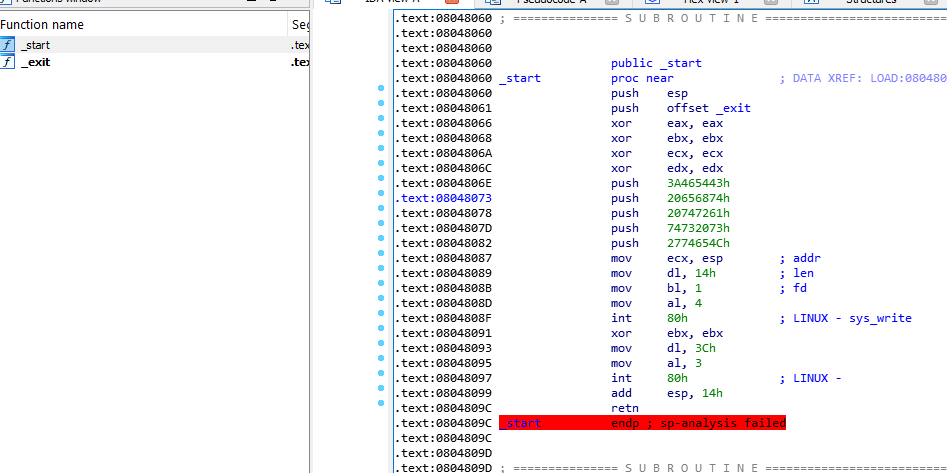 Functions window
IDA View-A Pseudocode-A Hex View-1 Structures
Function name Seg
f _start .tex
f _exit .tex
.text:08048060 ; =============== S U B R O U T I N E =======================
.text:08048060
.text:08048060
.text:08048060 public _start
.text:08048060 _start proc near ; DATA XREF: LOAD:080480
.text:08048060 push esp
.text:08048061 push offset _exit
.text:08048066 xor eax, eax
.text:08048068 xor ebx, ebx
.text:0804806A xor ecx, ecx
.text:0804806C xor edx, edx
.text:0804806E push 3A465443h
.text:08048073 push 20656874h
.text:08048078 push 20747261h
.text:0804807D push 74732073h
.text:08048082 push 2774654Ch
.text:08048087 mov ecx, esp ; addr
.text:08048089 mov dl, 14h ; len
.text:0804808B mov bl, 1 ; fd
.text:0804808D mov al, 4
.text:0804808F int 80h ; LINUX - sys_write
.text:08048091 xor ebx, ebx
.text:08048093 mov dl, 3Ch
.text:08048095 mov al, 3
.text:08048097 int 80h ; LINUX -
.text:08048099 add esp, 14h
.text:0804809C retn
.text:0804809C _start endp ; sp-analysis failed
.text:0804809C
.text:0804809D
.text:0804809D ; =============== S U B R O U T I N E =======================